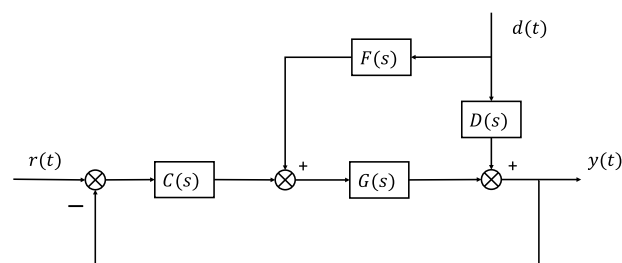 d(t)
F(s)
D(s)
r(t)
C(s)
+
G(s)
+
y(t)
−